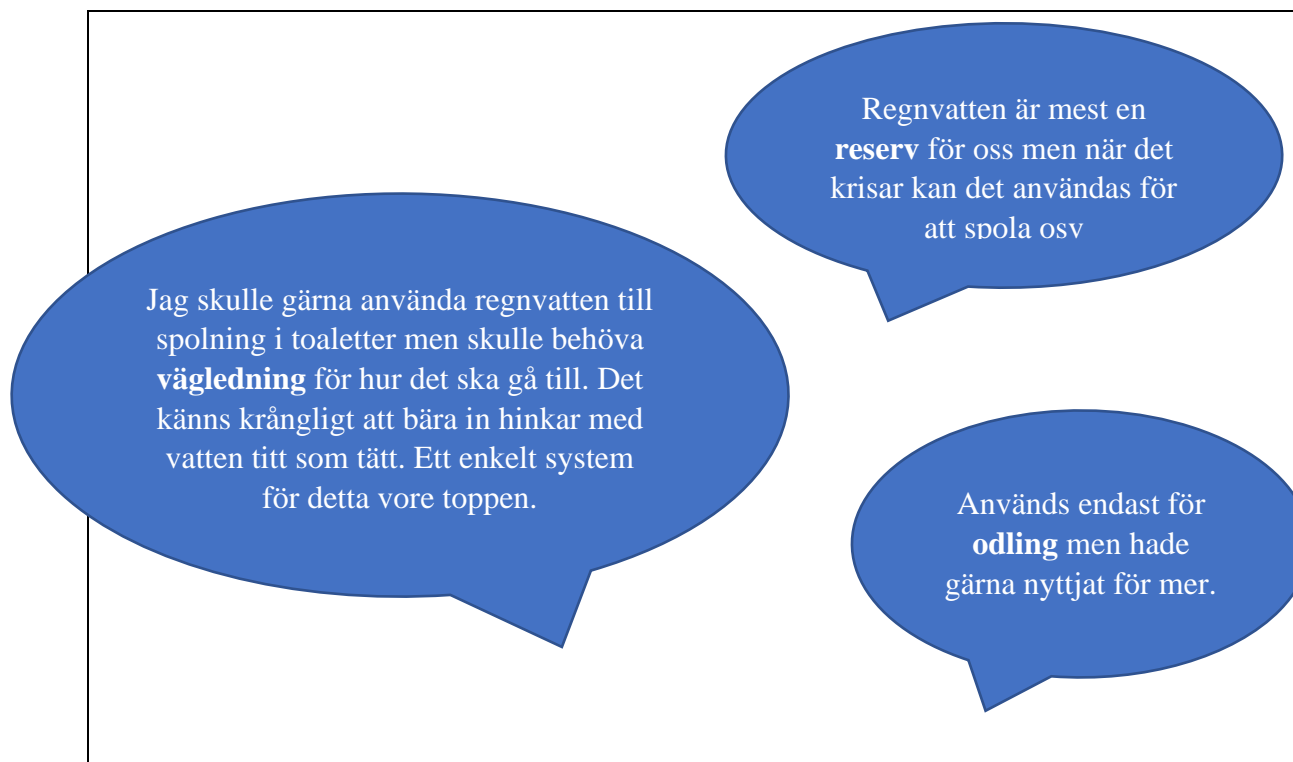 Regnvatten är mest en
reserv för oss men när det
krisar kan det användas för
att spola osv
Jag skulle gärna använda regnvatten till
spolning i toaletter men skulle behöva
vägledning för hur det ska gå till. Det
känns krångligt att bära in hinkar med
vatten titt som tätt. Ett enkelt system
för detta vore toppen.
Används endast för
odling men hade
gärna nyttjat för mer.